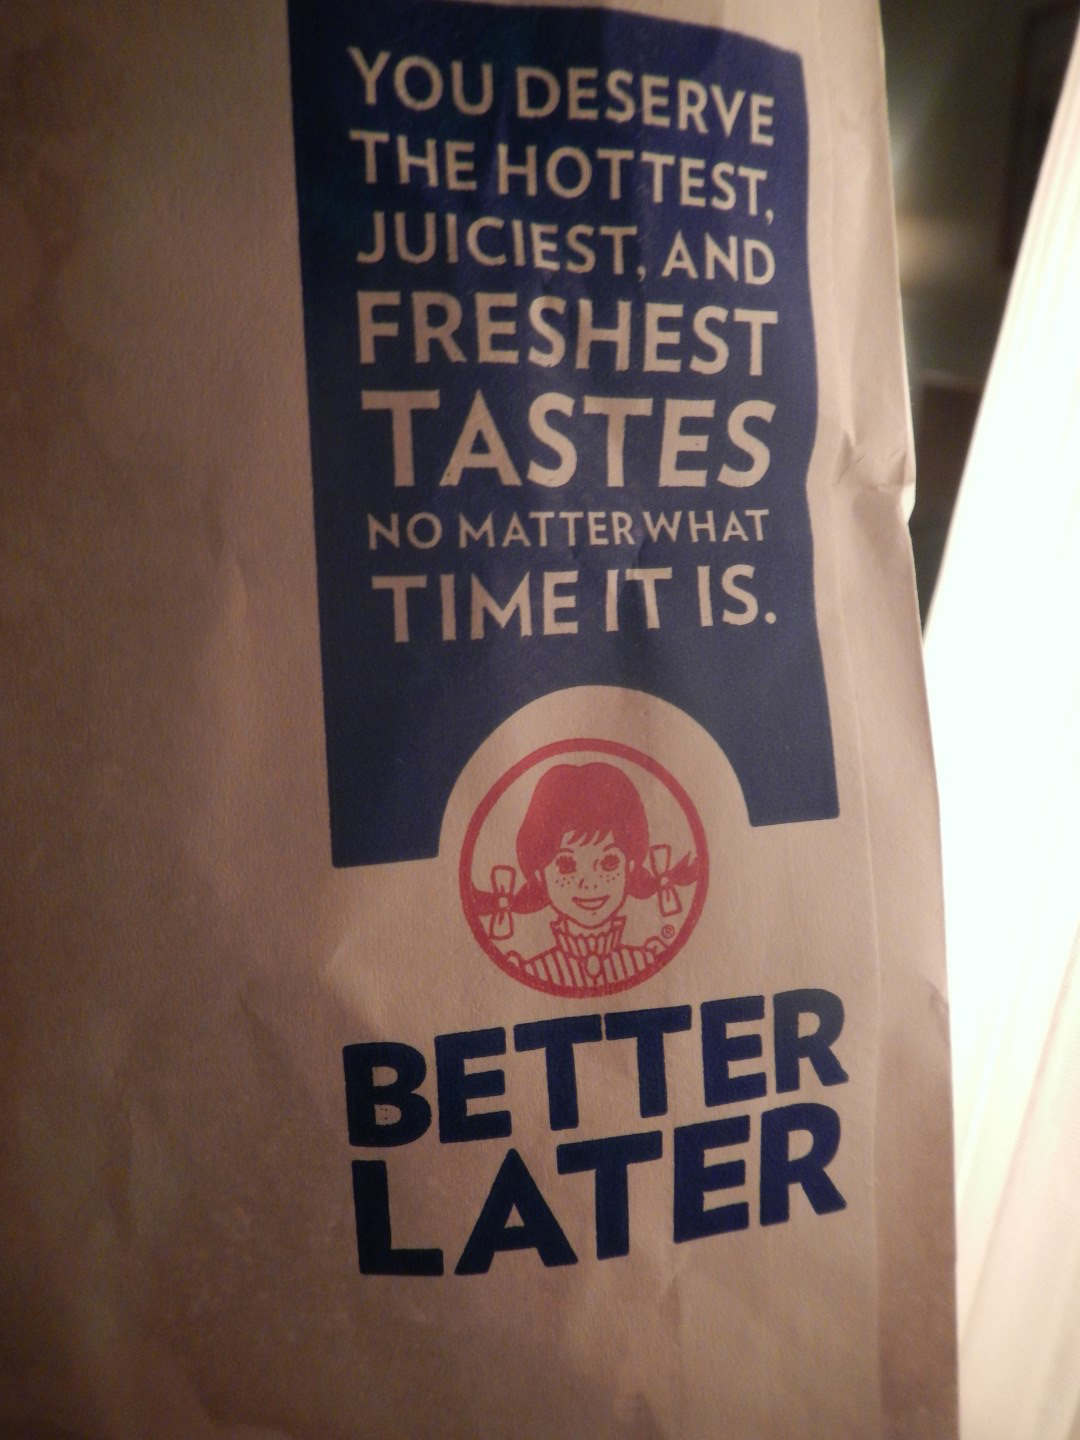 YOU DESERVE
THE HOTTEST,
JUICIEST, AND
FRESHEST
TASTES
NO MATTER WHAT
TIME IT IS.
®
BETTER
LATER